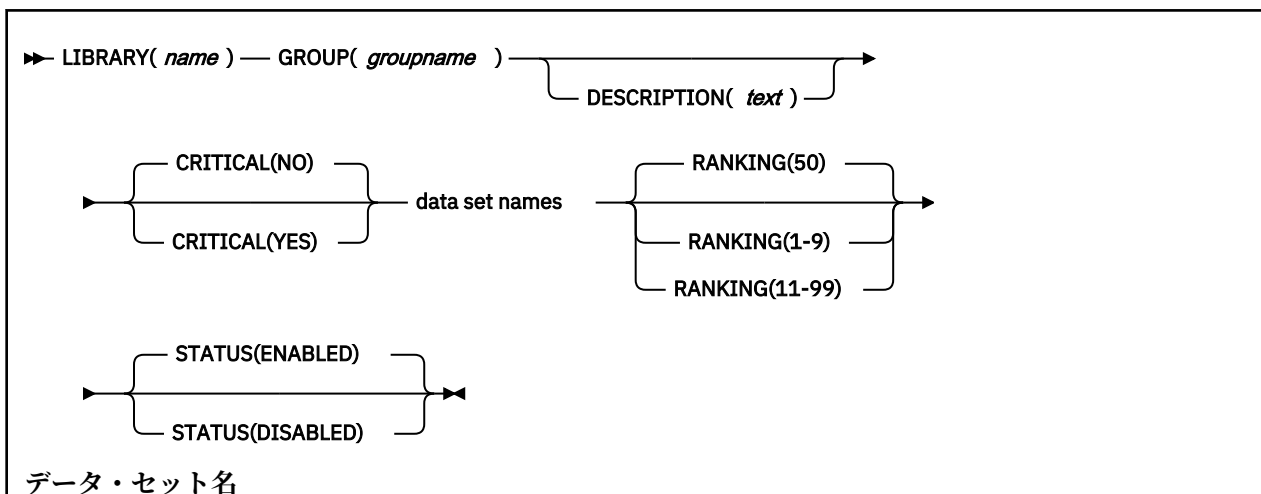 LIBRARY( name ) GROUP( groupname )
DESCRIPTION( text )
CRITICAL(NO)
data set names
CRITICAL(YES)
RANKING(50)
RANKING(1-9)
RANKING(11-99)
STATUS(ENABLED)
STATUS(DISABLED)
データ・セット名